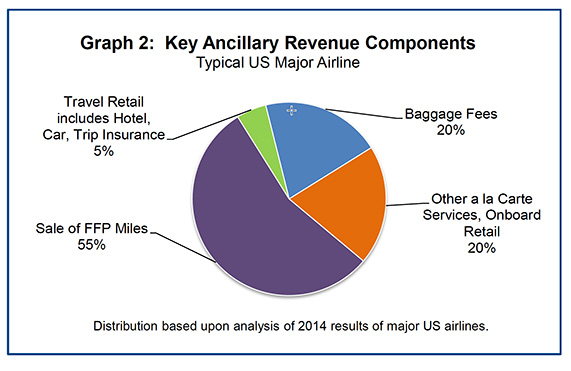 Graph 2:  Key Ancillary Revenue Components
Typical US Major Airline
Travel Retail
includes Hotel,
Car, Trip Insurance
5%
Baggage Fees
20%
Other a la Carte
Services, Onboard
Retail
20%
Sale of FFP Miles
55%
Distribution based upon analysis of 2014 results of major US airlines.